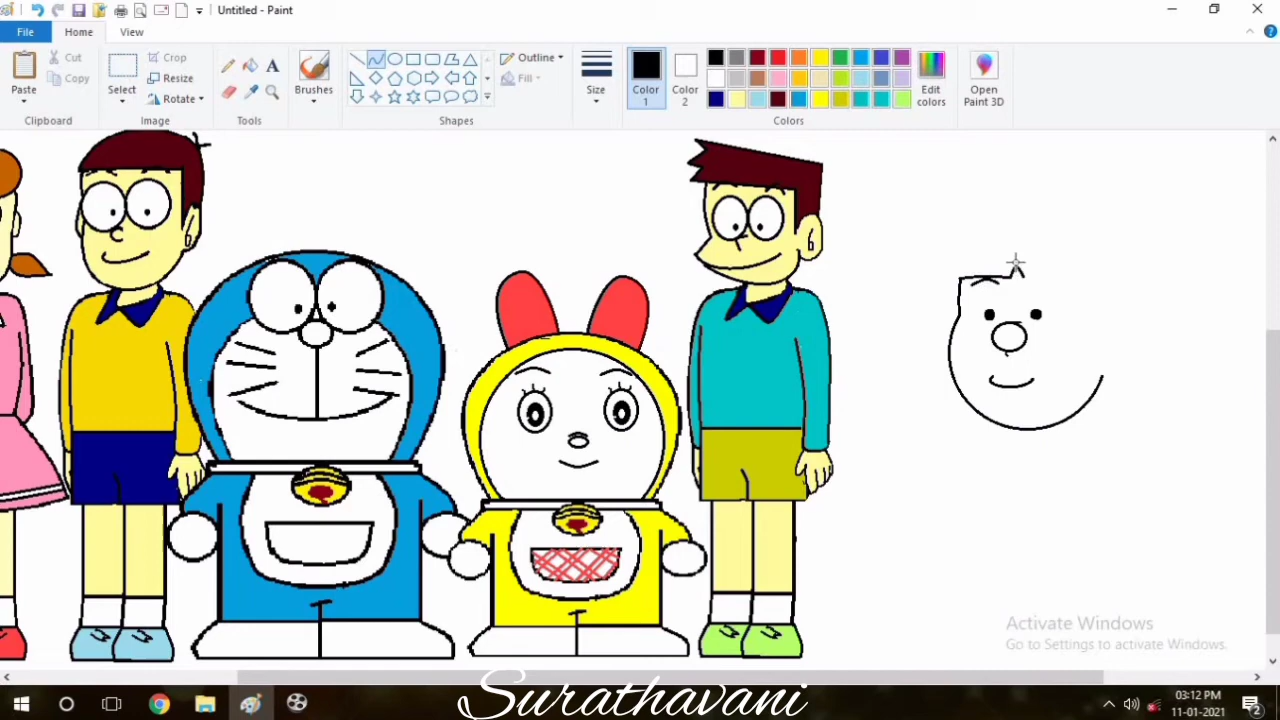 Untitled - Paint
File Home View
Paste
Cut
Copy
Clipboard
Select
Crop
Resize
Rotate
Image
A
Tools
Brushes
Shapes
Outline
Fill
Size
Color 1
Color 2
Edit colors
Colors
Open Paint 3D
Activate Windows
Go to Settings to activate Windows.
Surathavani
03:12 PM
11-01-2021
2